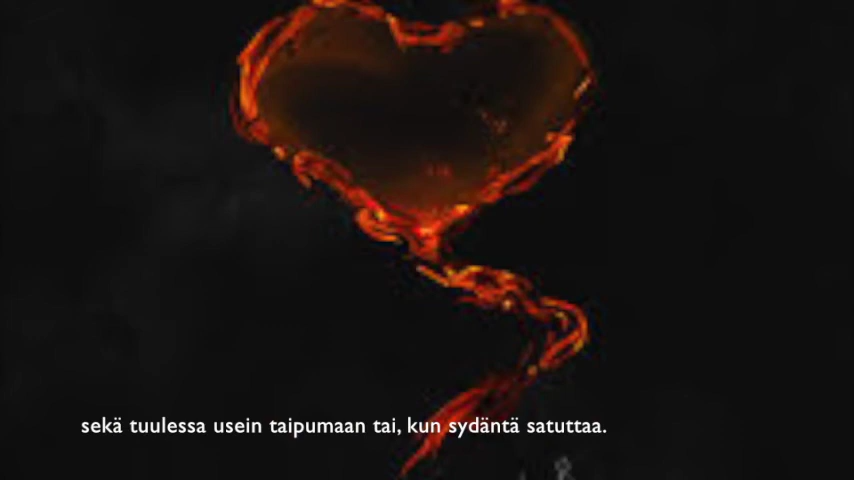 sekä tuulessa usein taipumaan tai, kun sydäntä satuttaa.